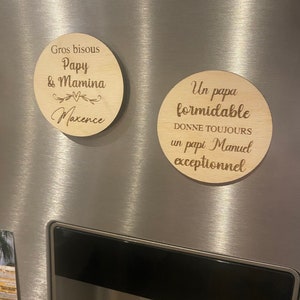 Gros bisous
Papy
& Mamina
Maxence
Un papa
formidable
DONNE TOUJOURS
un papi Manuel
exceptionnel